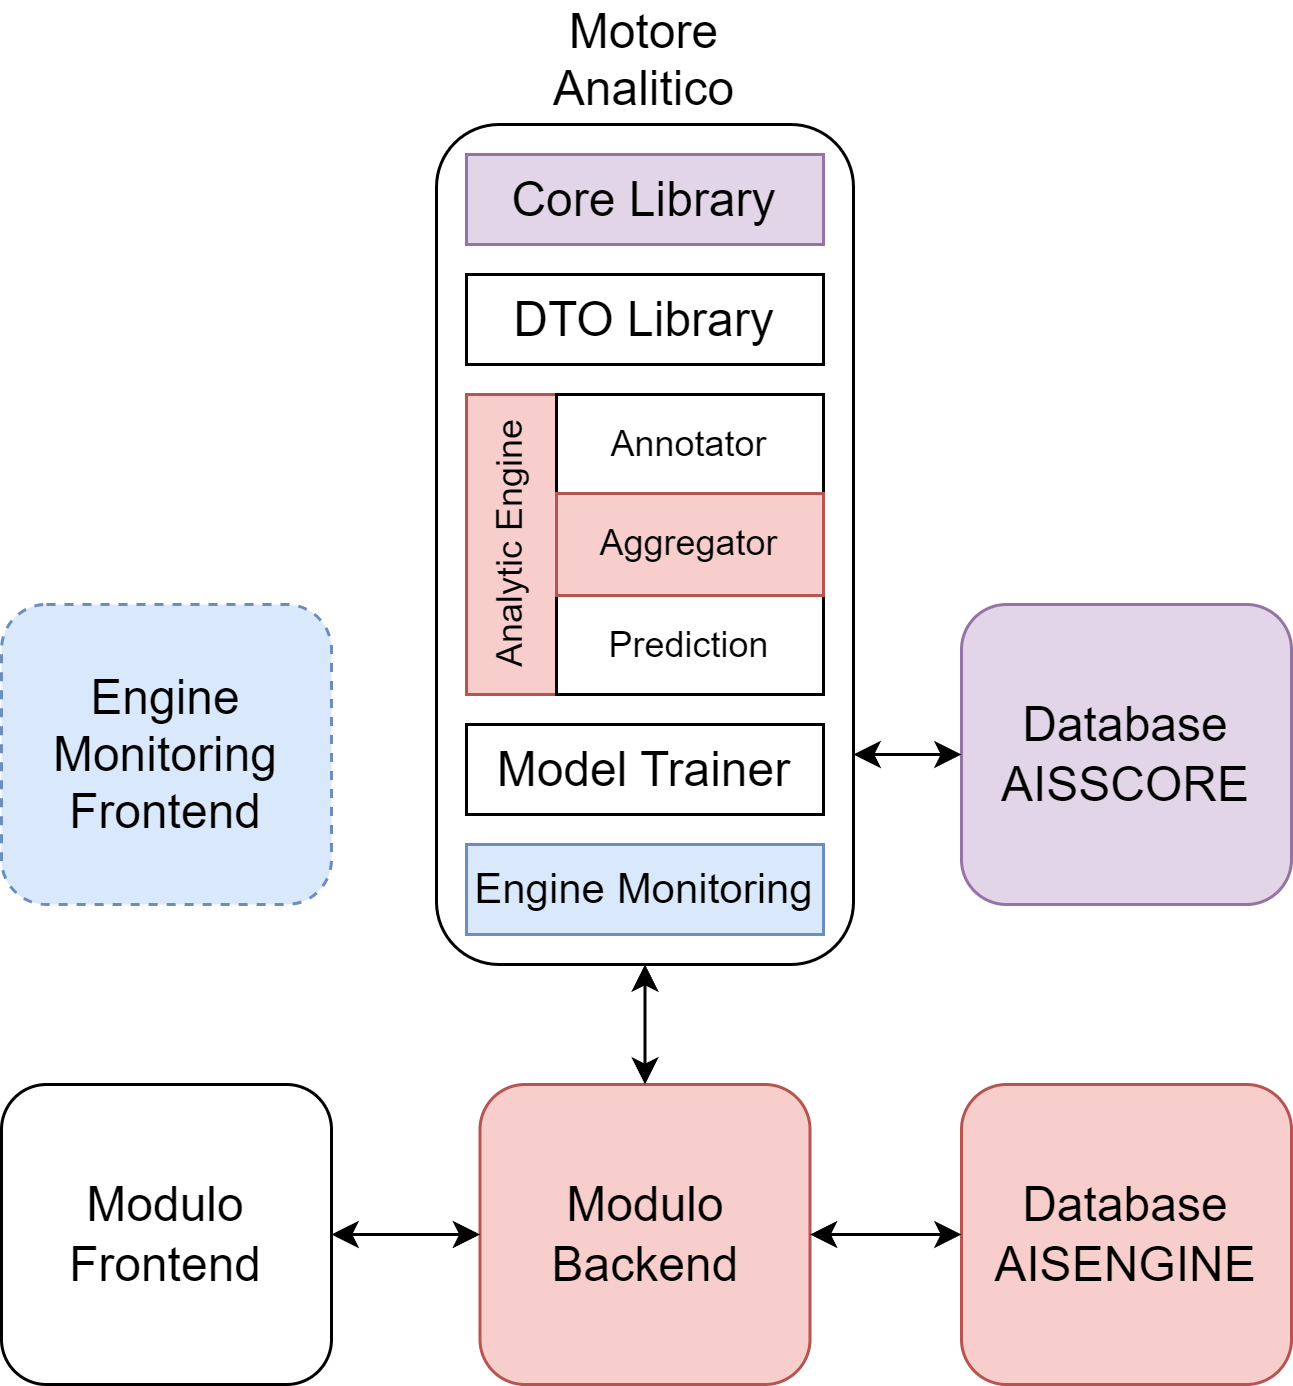 Motore
Analitico
Core Library
DTO Library
Analytic Engine
Annotator
Aggregator
Prediction
Model Trainer
Engine Monitoring
Engine
Monitoring
Frontend
Database
AISSCORE
Modulo
Frontend
Modulo
Backend
Database
AISENGINE